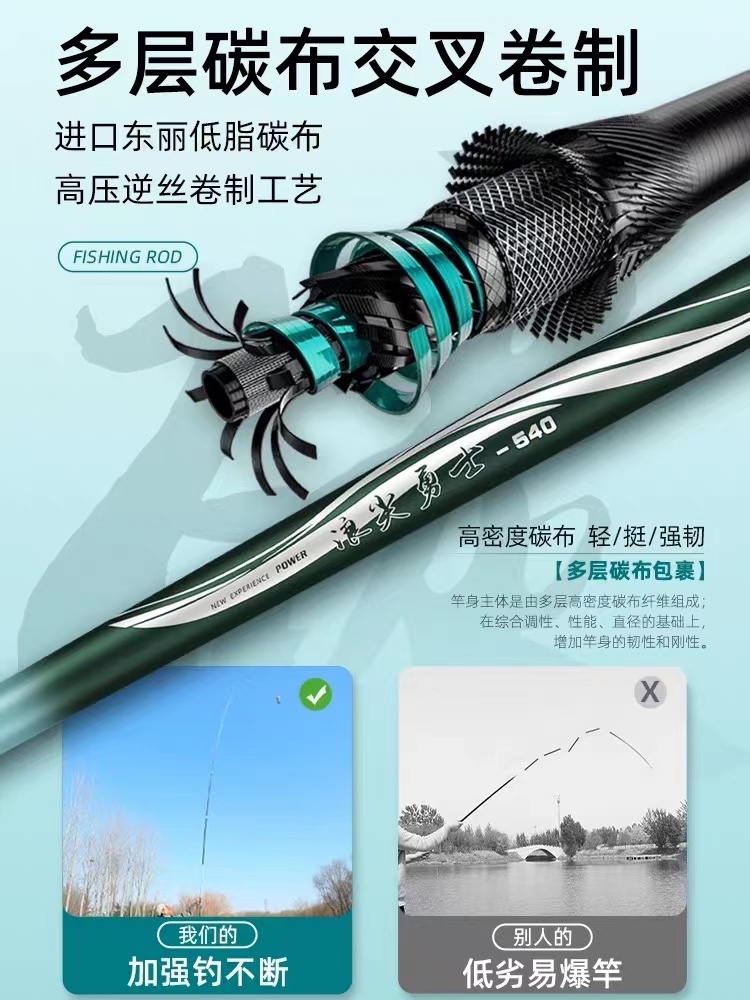 多层碳布交叉卷制
进口东丽低脂碳布
高压逆丝卷制工艺
FISHING ROD
浪尖勇士-540
NEW EXPERIENCE POWER
高密度碳布 轻/挺/强韧
【多层碳布包裹】
竿身主体是由多层高密度碳布纤维组成；
在综合调性、性能、直径的基础上，
增加竿身的韧性和刚性。
X
我们的
加强钓不断
别人的
低劣易爆竿